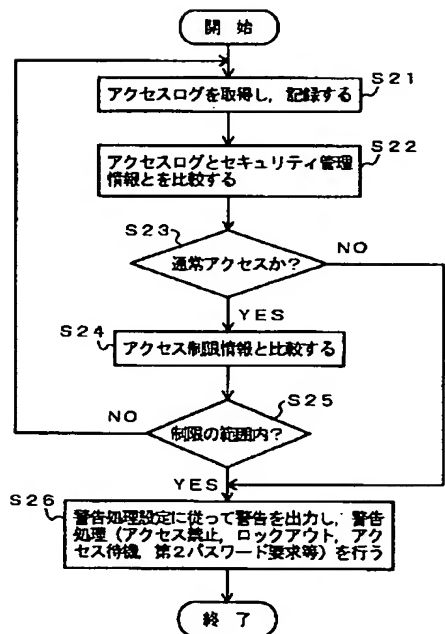 開 始
S21
アクセスログを取得し，記録する
S22
アクセスログとセキュリティ管理
情報とを比較する
S23
通常アクセスか？
NO
YES
S24
アクセス制限情報と比較する
S25
NO
制限の範囲内？
YES
S26
警告処理設定に従って警告を出力し，警告
処理（アクセス禁止，ロックアウト，アク
セス待機，第２パスワード要求等）を行う
終 了